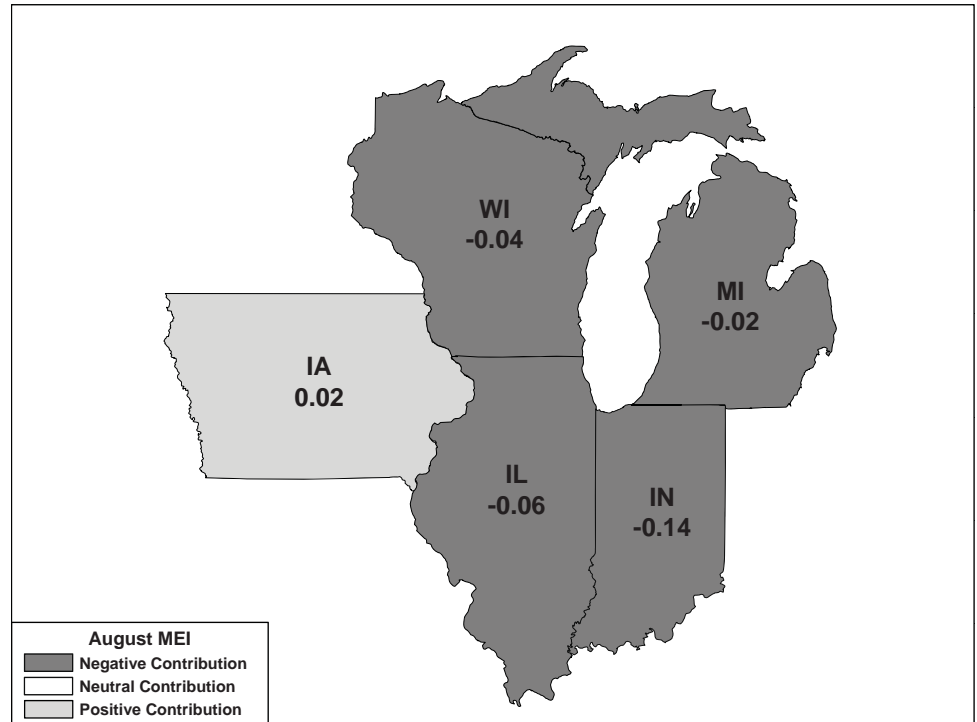 WI
-0.04
MI
-0.02
IA
0.02
IL
-0.06
IN
-0.14
August MEI
Negative Contribution
Neutral Contribution
Positive Contribution